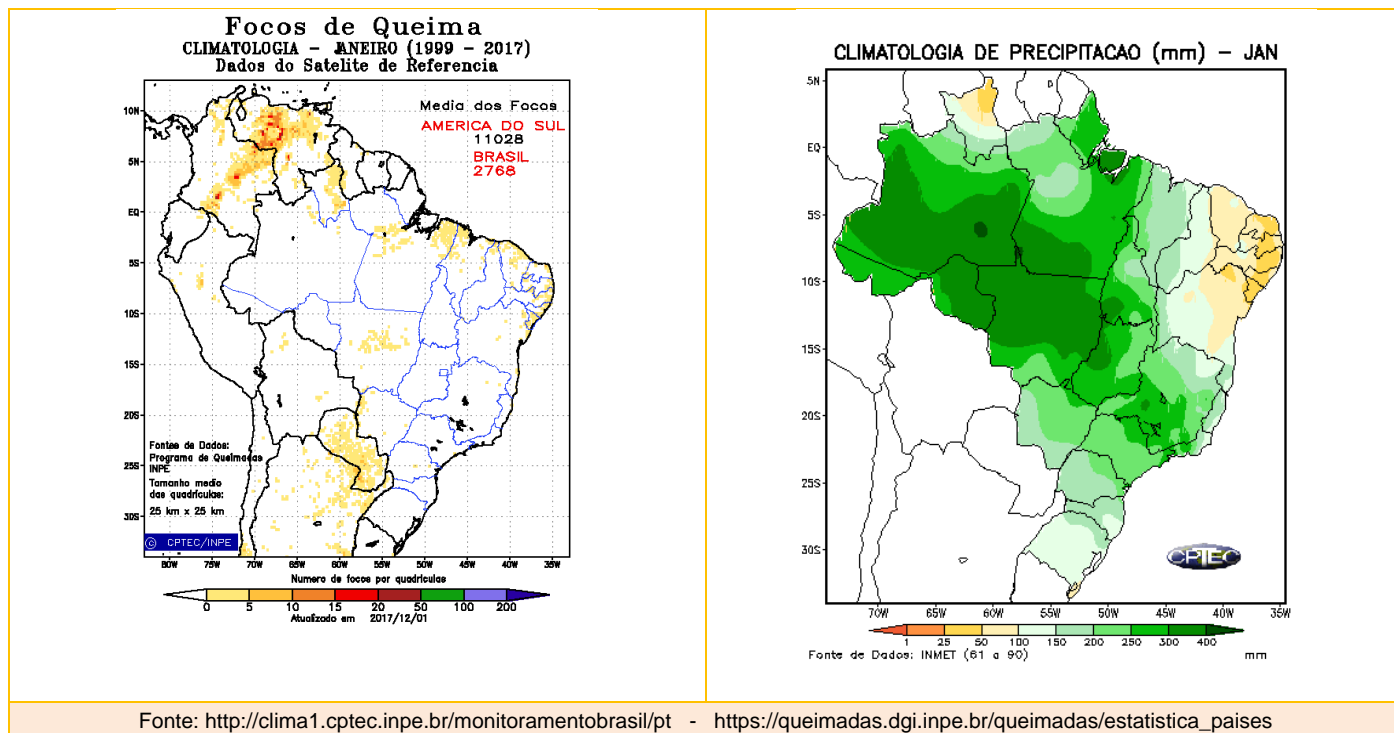 Focos de Queima
CLIMATOLOGIA - JANEIRO (1999 - 2017)
Dados do Satelite de Referencia
Media dos Focos
AMERICA DO SUL
11028
BRASIL
2768
10N
5N
EQ
5S
10S
15S
20S
25S
30S
Fontes de Dados:
Programa de Queimadas
INPE
Tamanho medio
das quadrículas:
25 km x 25 km
© CPTEC/INPE
80W 75W 70W 65W 60W 55W 50W 45W 40W 35W
Numero de focos por quadrículas
0 5 10 15 20 50 100 200
Atualizado em 2017/12/01
CLIMATOLOGIA DE PRECIPITACAO (mm) - JAN
5N
EQ
5S
10S
15S
20S
25S
30S
CPTEC
70W 65W 60W 55W 50W 45W 40W 35W
1 25 50 100 150 200 250 300 400
Fonte de Dados: INMET (61 a 90) mm
Fonte: http://clima1.cptec.inpe.br/monitoramentobrasil/pt - https://queimadas.dgi.inpe.br/queimadas/estatistica_paises